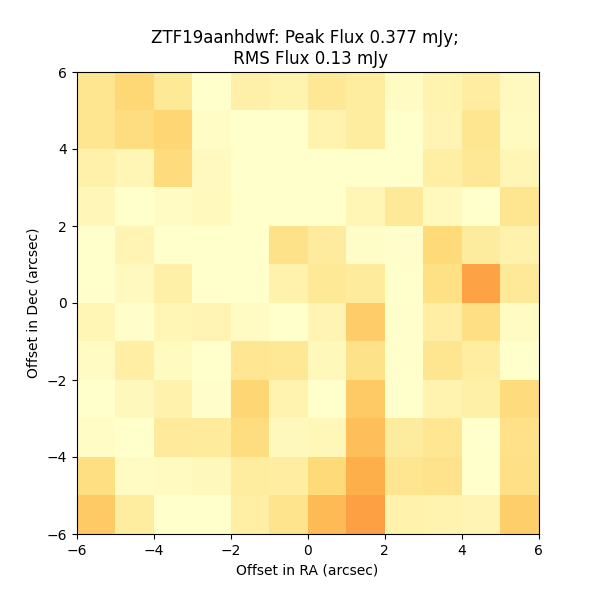 ZTF19aanhdwf: Peak Flux 0.377 mJy;
RMS Flux 0.13 mJy
6
4
2
0
−2
−4
−6
Offset in Dec (arcsec)
−6 −4 −2 0 2 4 6
Offset in RA (arcsec)